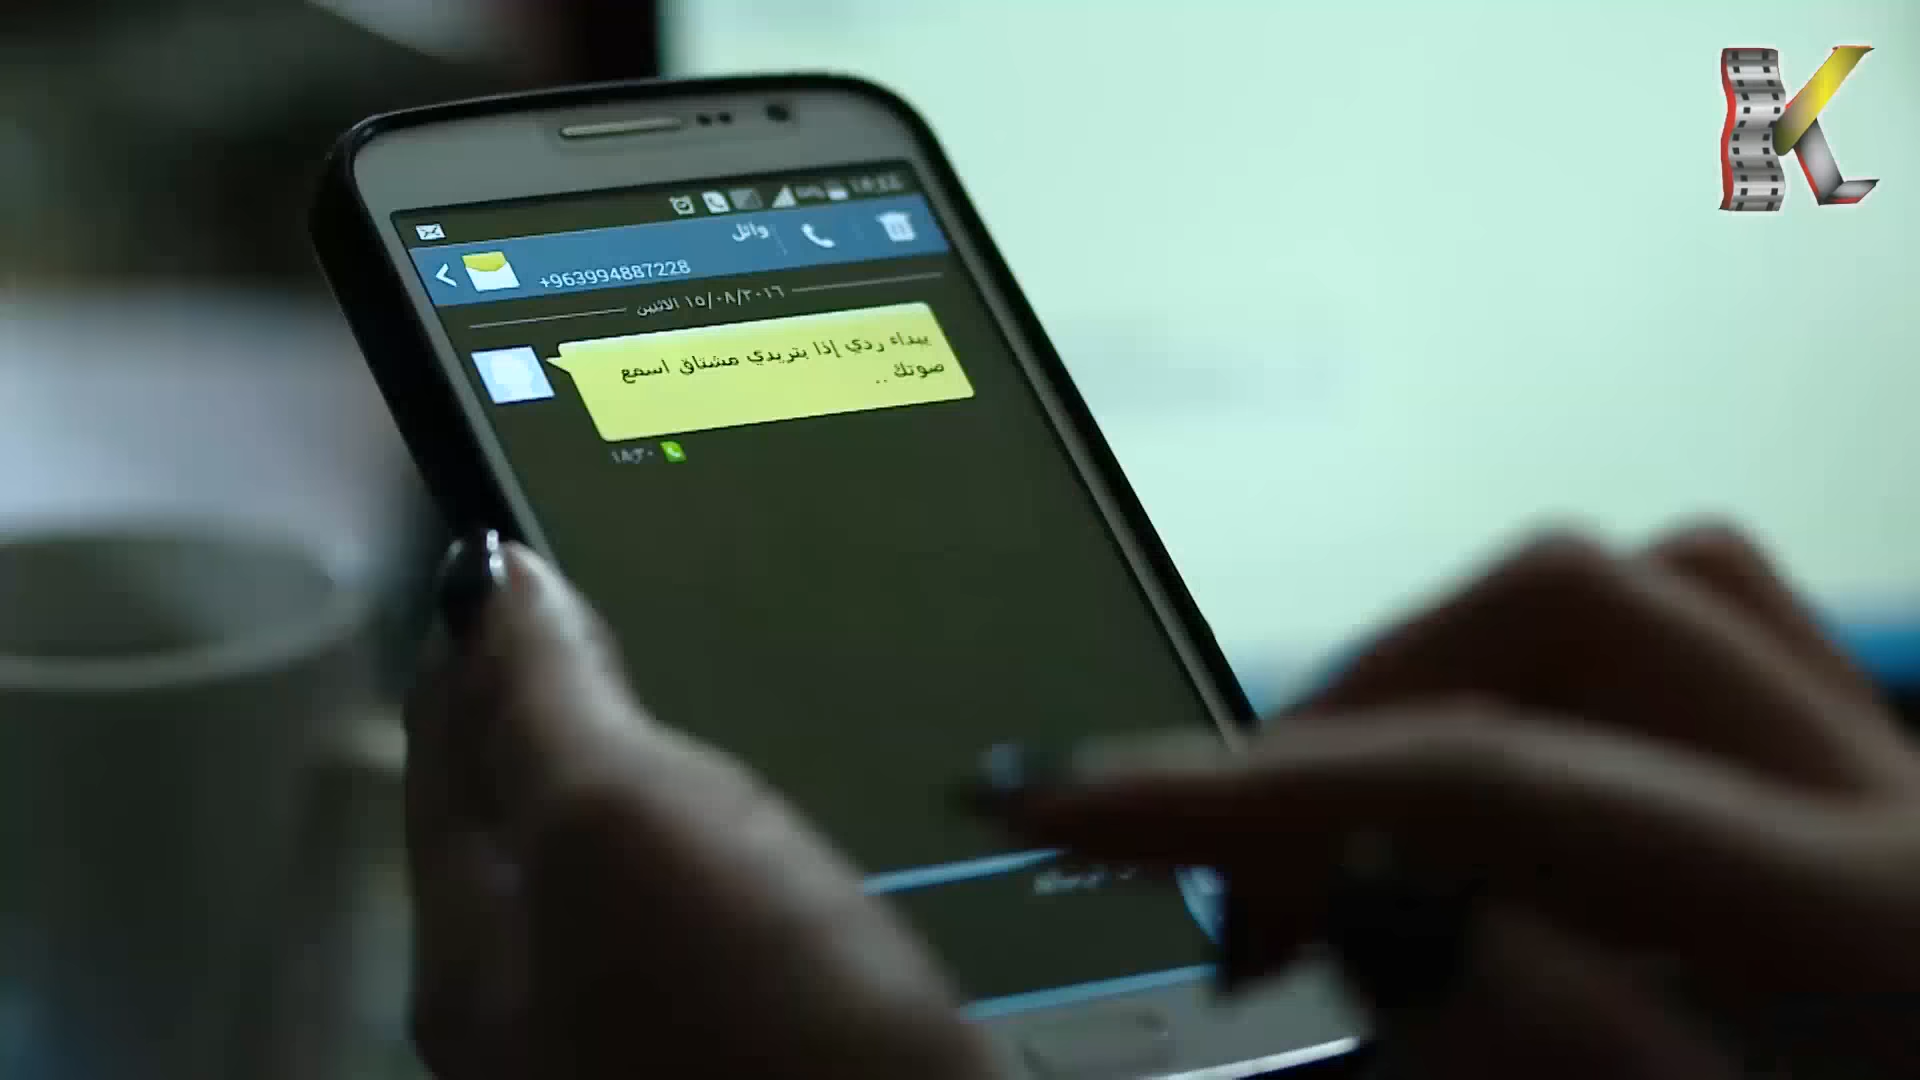 وائل
+963994887228
١٥/٠٨/٢٠١٦ الاثنين
بيداء ردي إذا بتريدي مشتاق اسمع
صوتك ..
١٨:٣٠
K